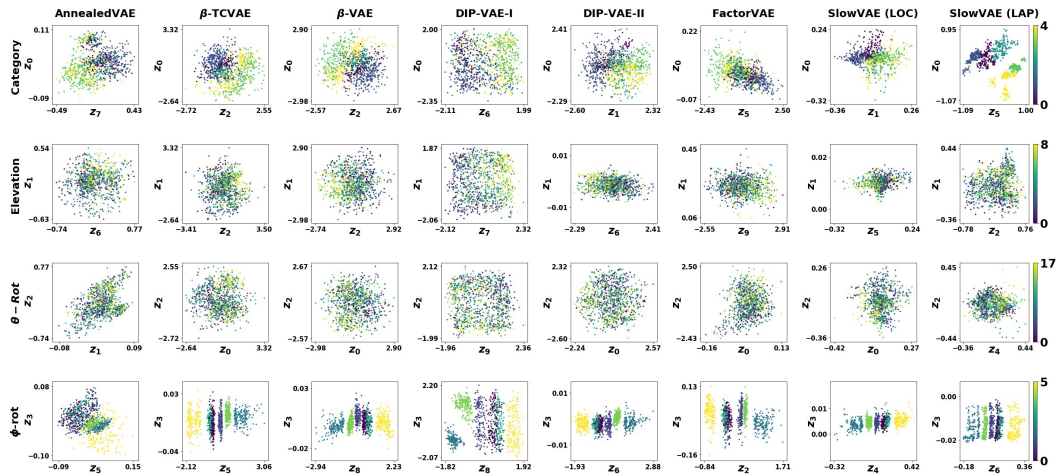 AnnealedVAE β-TCVAE β-VAE DIP-VAE-I DIP-VAE-II FactorVAE SlowVAE (LOC) SlowVAE (LAP)
Category
0.11 3.32 2.90 2.00 2.60 0.24 0.95 4
z0 z0 z0 z0 z0 z0 z0 z0
−0.09 −2.64 −2.98 −2.35 −2.29 −0.07 −0.32 −1.07 0
−0.49 0.43 −2.72 2.55 −2.57 2.67 −2.11 1.99 −2.60 2.32 −2.43 2.50 −0.36 0.26 −1.09 1.00
z7 z2 z2 z6 z1 z5 z1 z5
Elevation
0.54 3.32 2.90 1.87 0.01 0.45 0.02 0.44 8
z1 z1 z1 z1 z1 z1 z1 z1
−0.63 −2.64 −2.98 −2.06 −0.01 0.06 0.00 −0.36 0
−0.74 0.77 −3.41 3.50 −2.74 2.92 −2.12 2.37 −2.29 2.41 −2.55 2.91 −0.34 0.27 −0.72 0.76
z6 z2 z2 z7 z6 z9 z5 z2
θ − Rot
0.77 2.55 2.67 2.12 2.32 2.50 0.26 0.45 17
z2 z2 z2 z2 z2 z2 z2 z2
−0.74 −2.72 −2.57 −1.99 −2.60 −2.43 −0.36 −0.44 0
−0.08 0.09 −2.64 3.32 −2.98 2.90 −1.96 2.36 −2.24 2.57 −0.16 0.13 −0.42 0.27 −0.36 0.44
z1 z0 z0 z9 z0 z0 z0 z4
ϕ-rot
0.08 0.03 0.03 2.20 0.01 0.13 0.01 0.00 5
z3 z3 z3 z3 z3 z3 z3 z3
−0.10 −0.05 −0.02 −2.07 −0.01 −0.16 0.00 −0.02 0
−0.09 0.15 −2.12 3.06 −2.08 2.23 −1.82 1.92 −1.93 2.88 −0.84 1.71 −0.34 0.42 −0.46 0.36
z5 z5 z8 z8 z6 z2 z4 z6